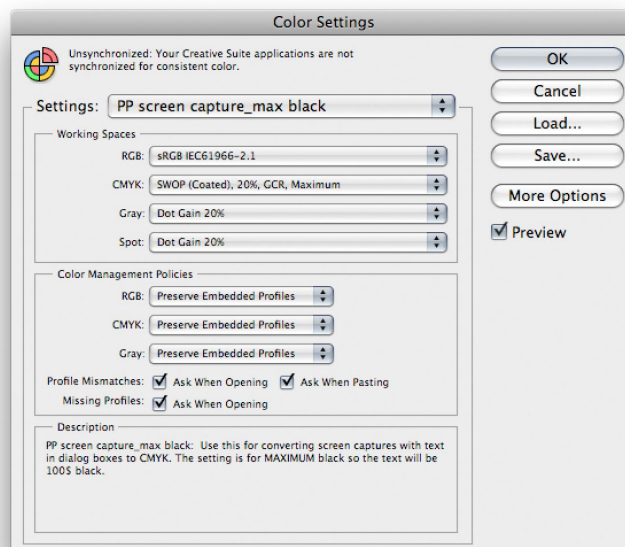 Color Settings
Unsynchronized: Your Creative Suite applications are not
synchronized for consistent color.
OK
Cancel
Load...
Save...
More Options
Preview
Settings: PP screen capture_max black
Working Spaces
RGB: sRGB IEC61966-2.1
CMYK: SWOP (Coated), 20%, GCR, Maximum
Gray: Dot Gain 20%
Spot: Dot Gain 20%
Color Management Policies
RGB: Preserve Embedded Profiles
CMYK: Preserve Embedded Profiles
Gray: Preserve Embedded Profiles
Profile Mismatches: Ask When Opening Ask When Pasting
Missing Profiles: Ask When Opening
Description
PP screen capture_max black: Use this for converting screen captures with text
in dialog boxes to CMYK. The setting is for MAXIMUM black so the text will be
100$ black.